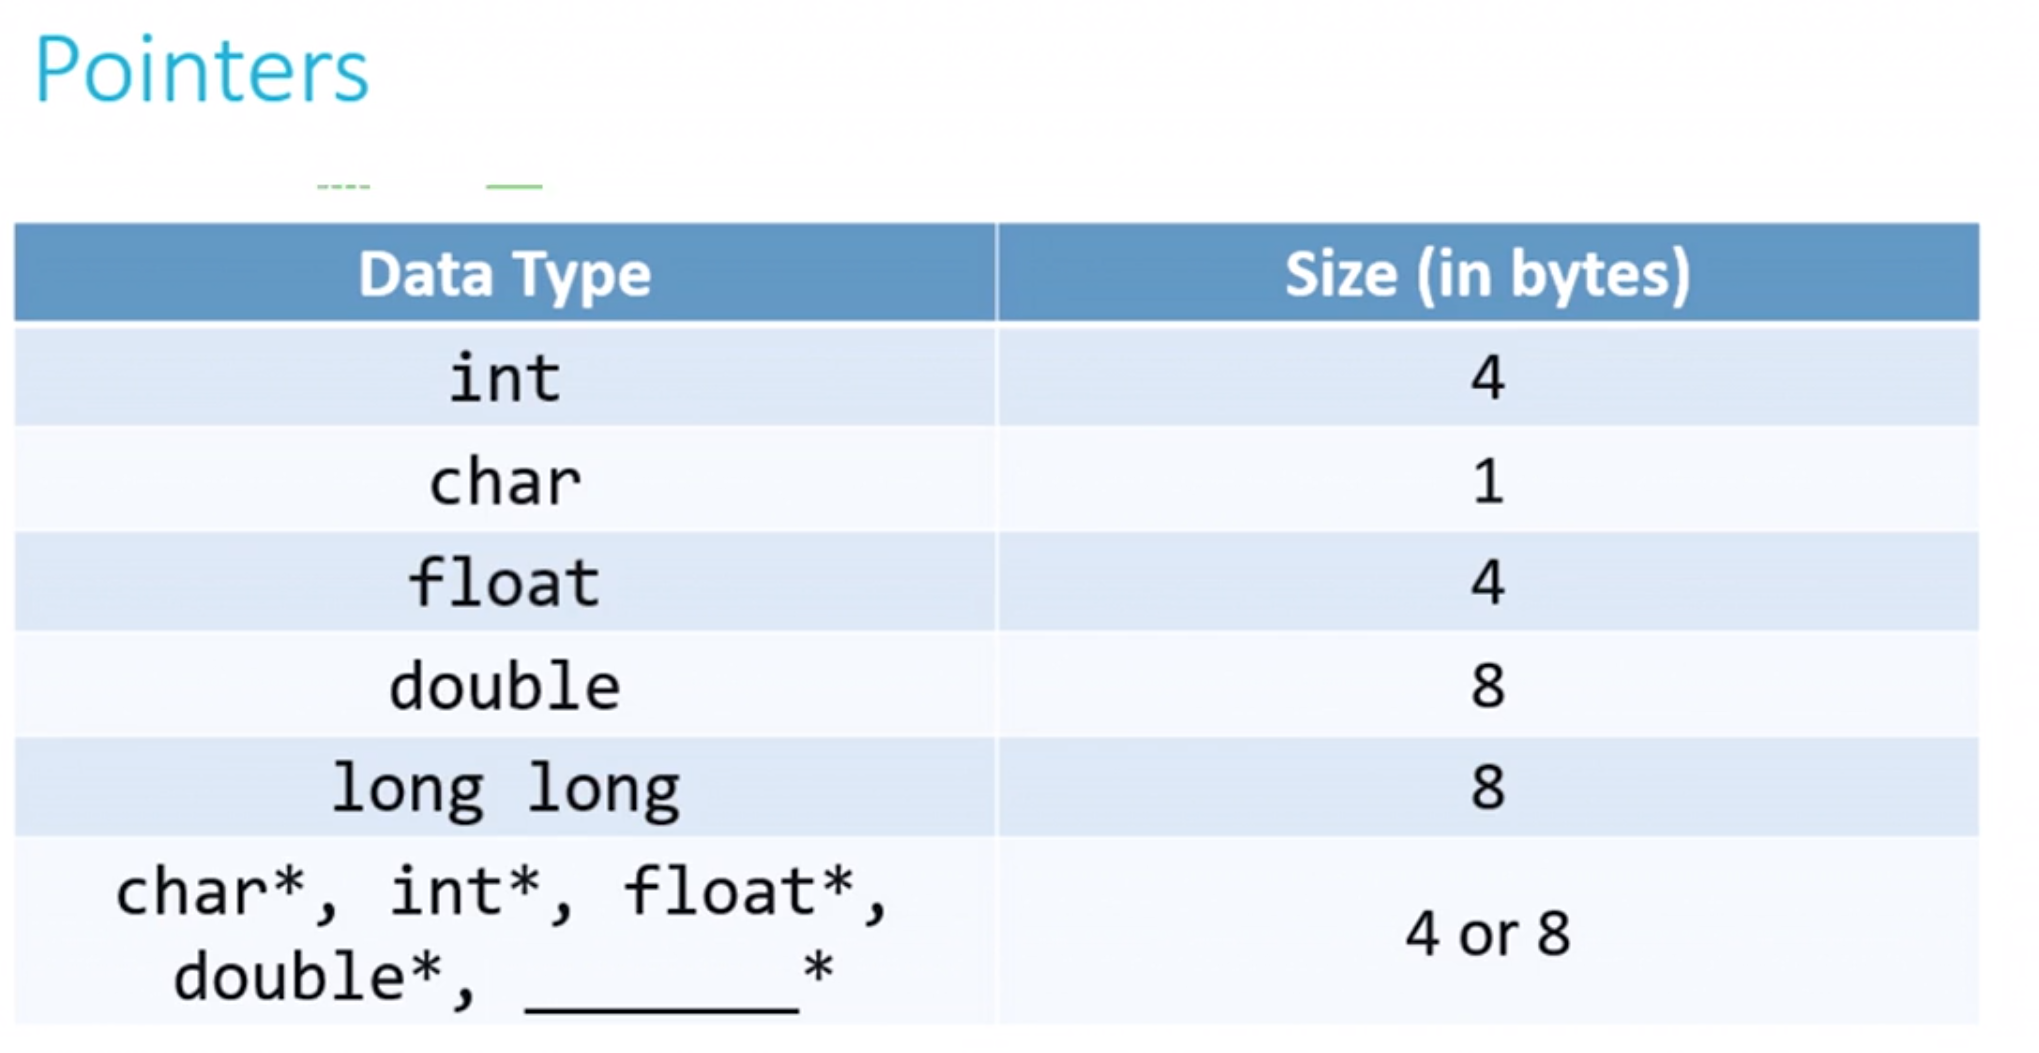 Pointers
Data Type Size (in bytes)
int 4
char 1
float 4
double 8
long long 8
char*, int*, float*,
double*, ________* 4 or 8